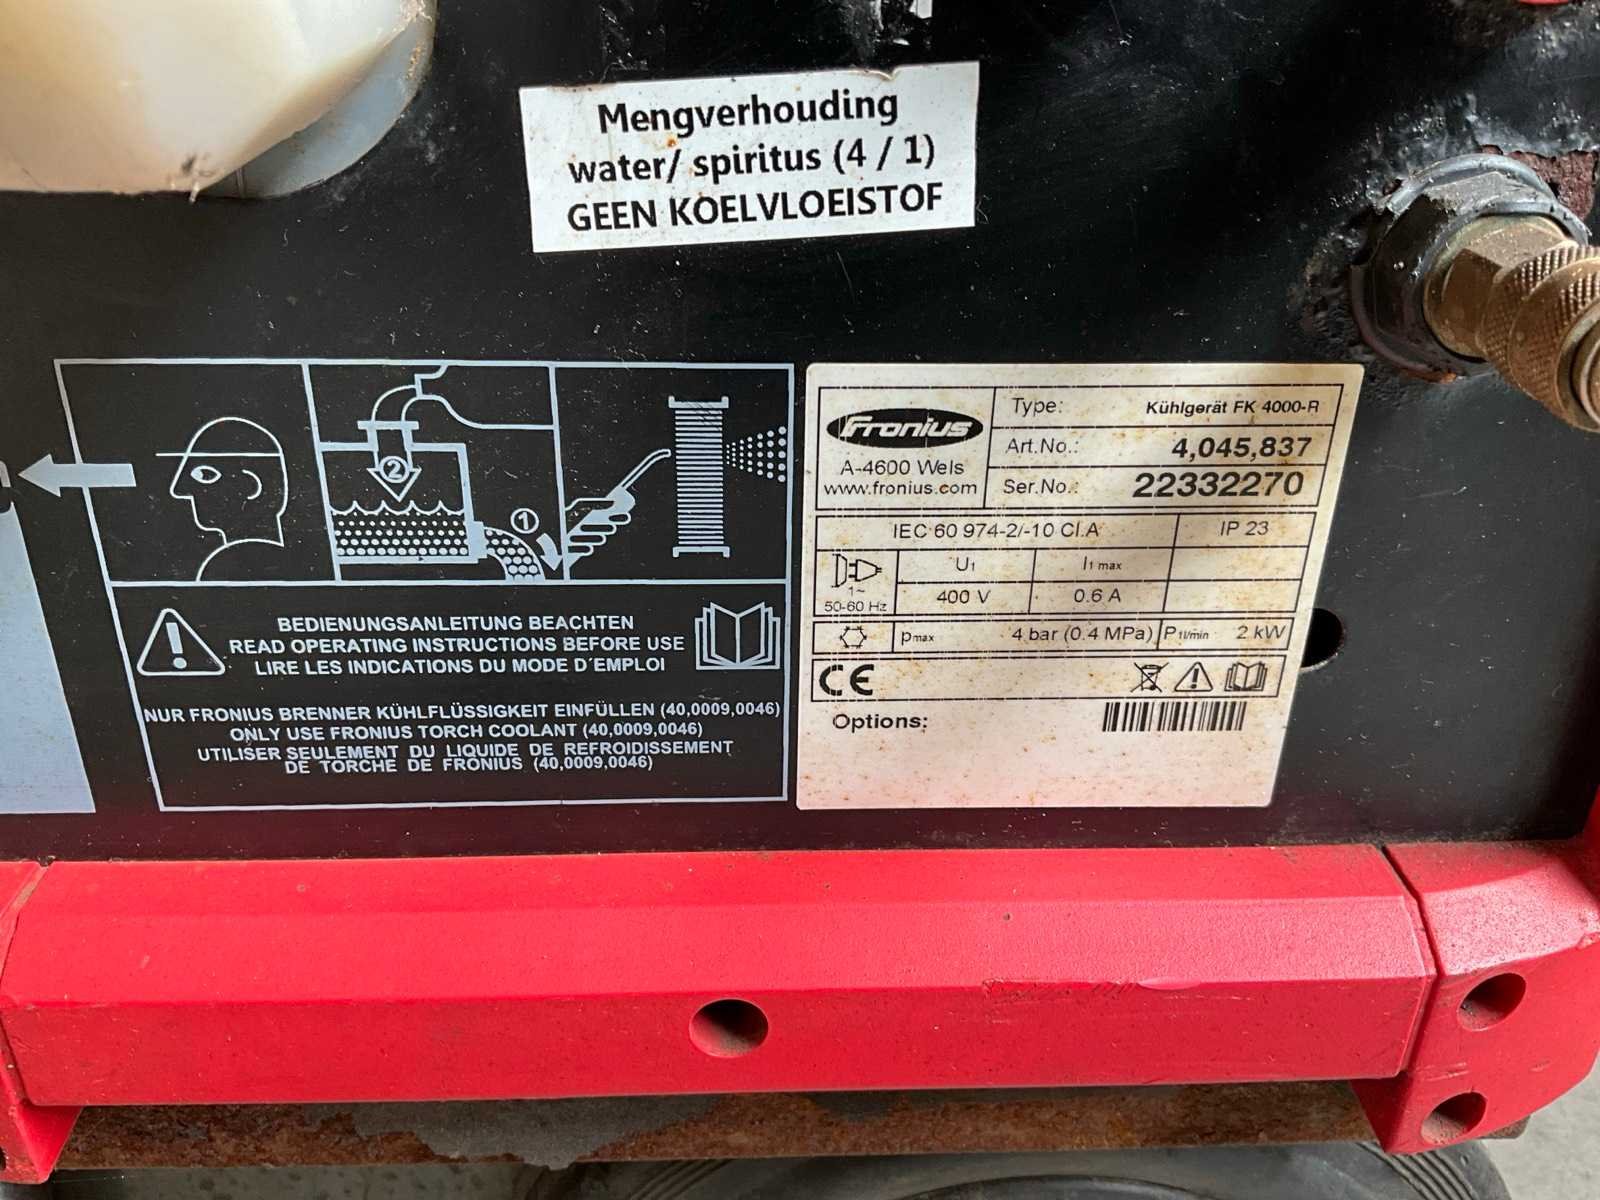 Mengverhouding
water/ spiritus (4 / 1)
GEEN KOELVLOEISTOF
2
1
BEDIENUNGSANLEITUNG BEACHTEN
READ OPERATING INSTRUCTIONS BEFORE USE
LIRE LES INDICATIONS DU MODE D´EMPLOI
NUR FRONIUS BRENNER KÜHLFLÜSSIGKEIT EINFÜLLEN (40,0009,0046)
ONLY USE FRONIUS TORCH COOLANT (40,0009,0046)
UTILISER SEULEMENT DU LIQUIDE DE REFROIDISSEMENT
DE TORCHE DE FRONIUS (40,0009,0046)
Fronius
A-4600 Wels
www.fronius.com
Type: Kühlgerät FK 4000-R
Art.No.: 4,045,837
Ser.No.: 22332270
IEC 60 974-2/-10 Cl.A IP 23
U1 I1 max
1~
50-60 Hz 400 V 0.6 A
pmax 4 bar (0.4 MPa) P1l/min 2 kW
CE
Options: